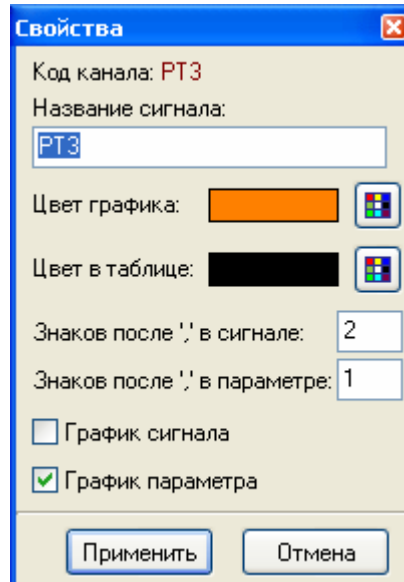 Свойства
Код канала: РТ3
Название сигнала:
РТ3
Цвет графика:
Цвет в таблице:
Знаков после ',' в сигнале: 2
Знаков после ',' в параметре: 1
График сигнала
График параметра
Применить Отмена